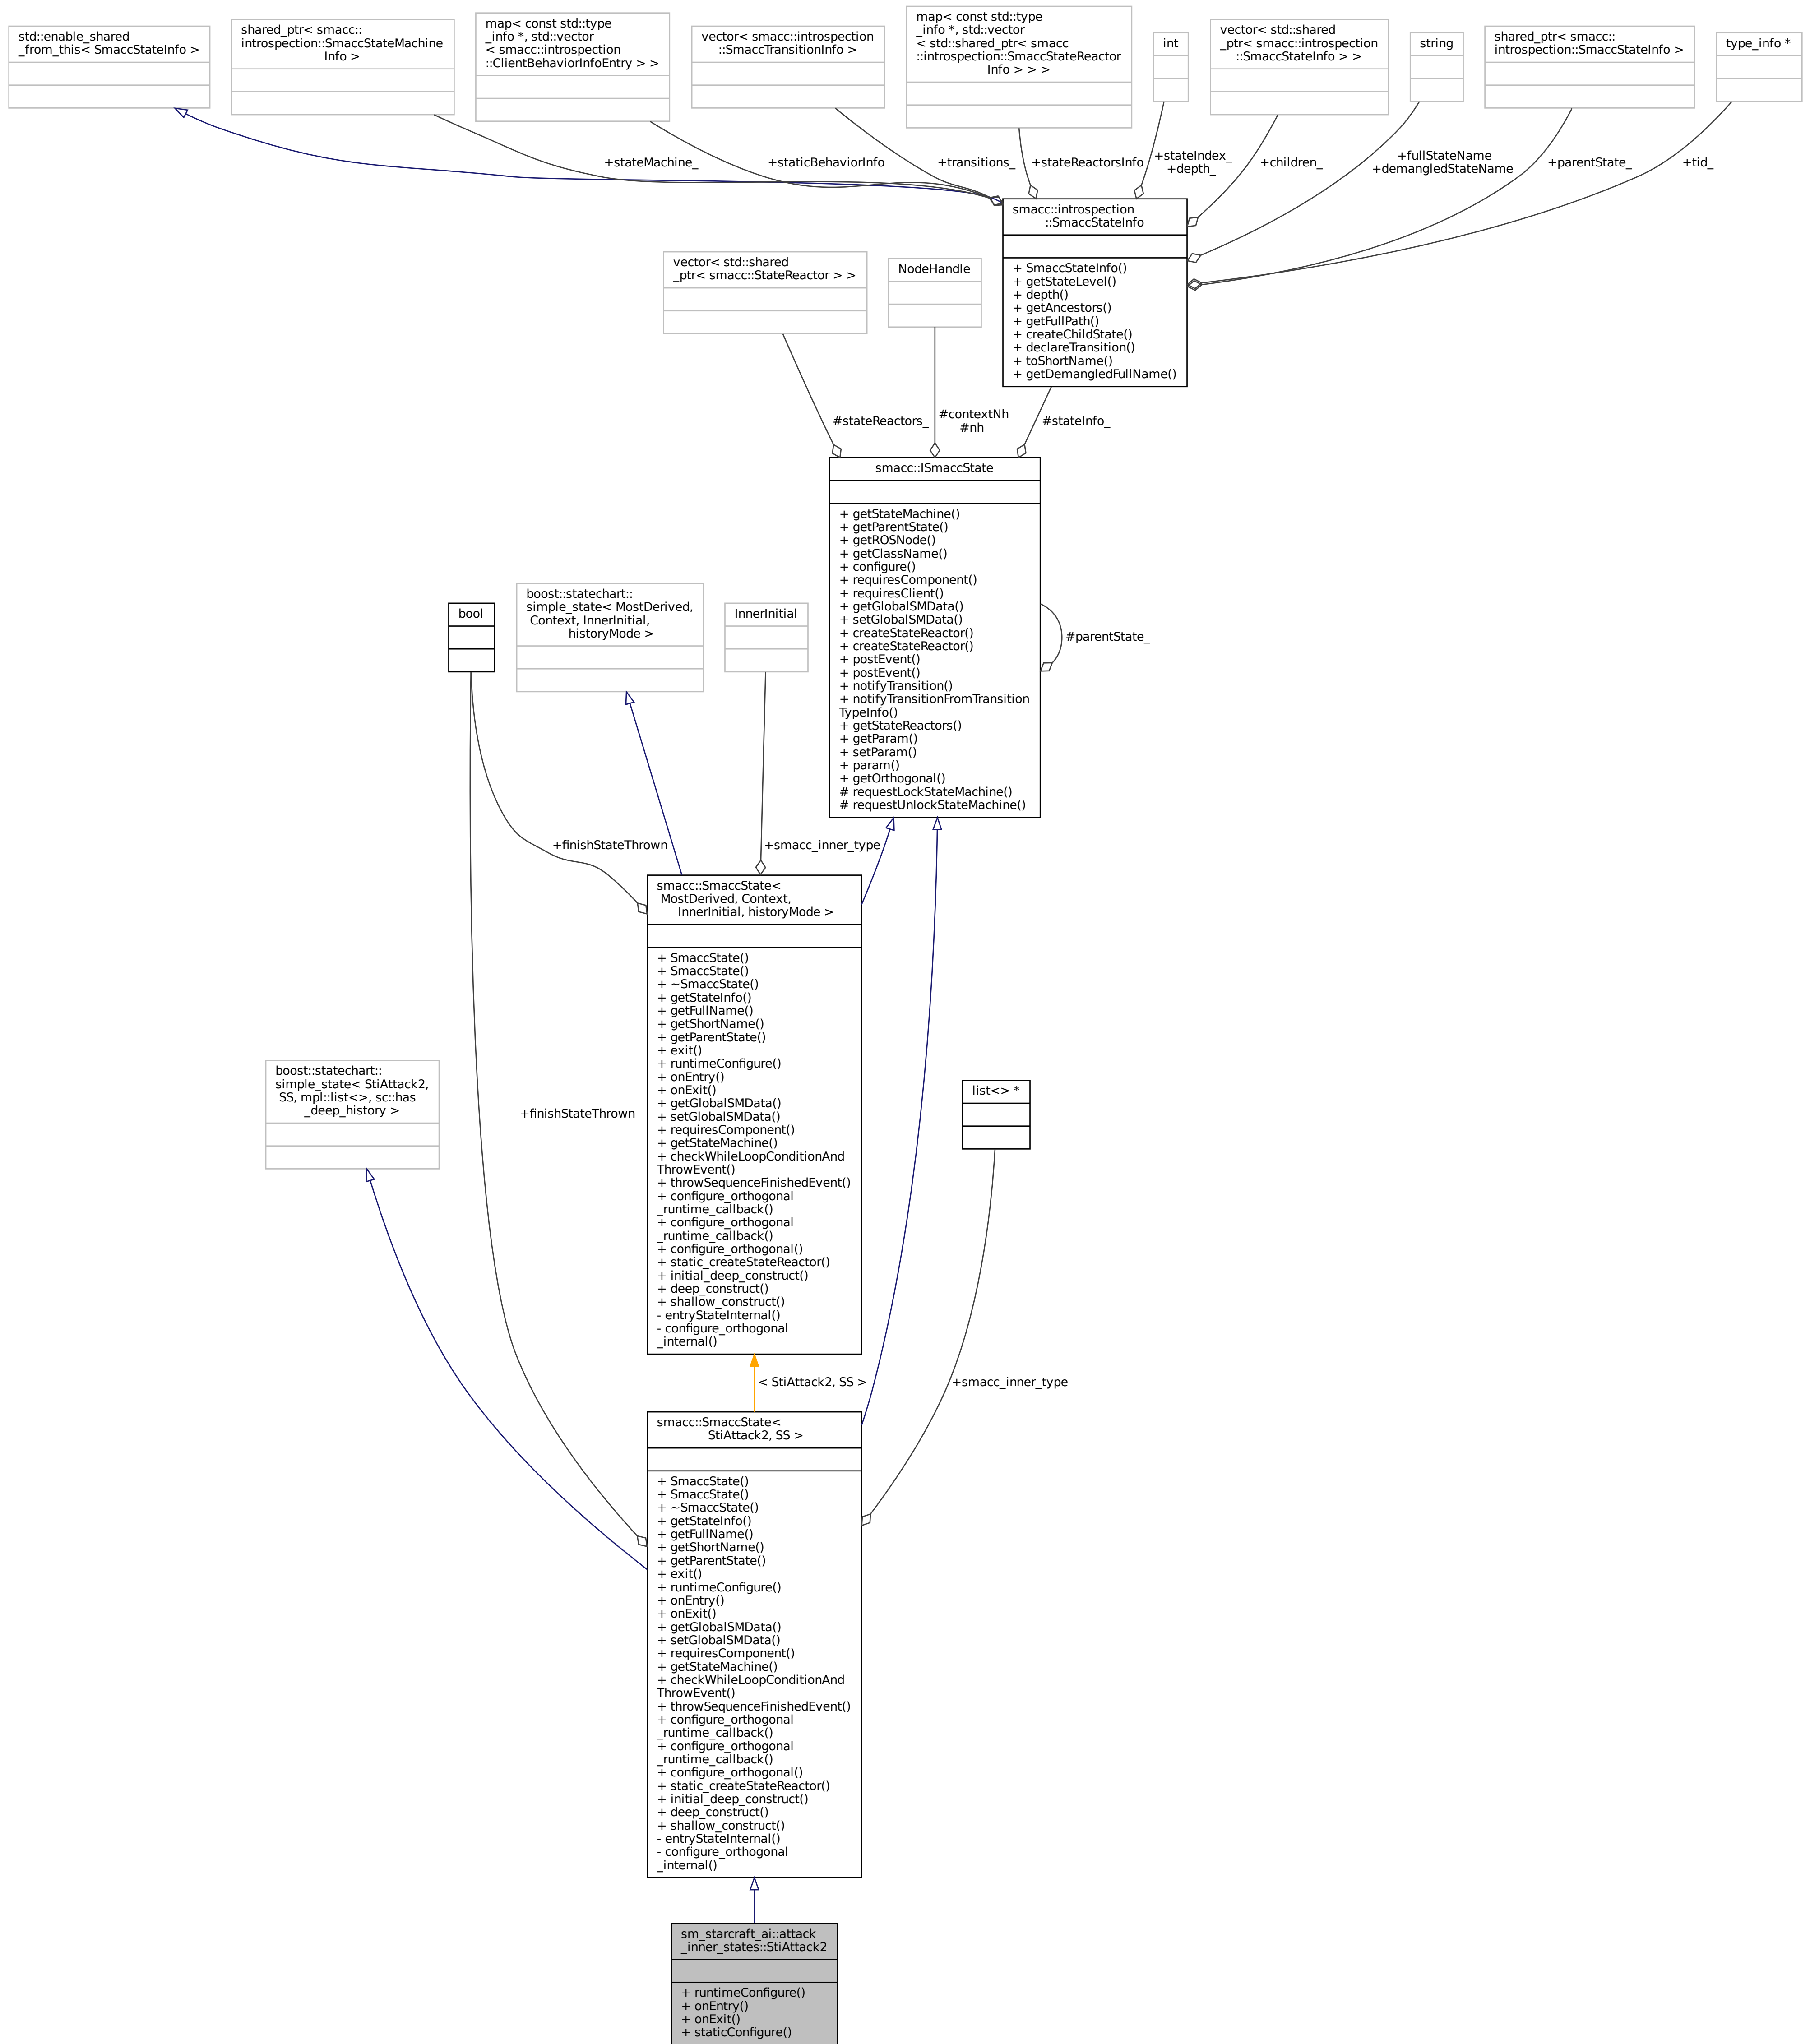 std::enable_shared
_from_this< SmaccStateInfo >
shared_ptr< smacc::
introspection::SmaccStateMachine
Info >
map< const std::type
_info *, std::vector
< smacc::introspection
::ClientBehaviorInfoEntry > >
vector< smacc::introspection
::SmaccTransitionInfo >
map< const std::type
_info *, std::vector
< std::shared_ptr< smacc
::introspection::SmaccStateReactor
Info > > >
int
vector< std::shared
_ptr< smacc::introspection
::SmaccStateInfo > >
string
shared_ptr< smacc::
introspection::SmaccStateInfo >
type_info *
+stateMachine_
+staticBehaviorInfo
+transitions_
+stateReactorsInfo
+stateIndex_
+depth_
+children_
+fullStateName
+demangledStateName
+parentState_
+tid_
smacc::introspection
::SmaccStateInfo
+ SmaccStateInfo()
+ getStateLevel()
+ depth()
+ getAncestors()
+ getFullPath()
+ createChildState()
+ declareTransition()
+ toShortName()
+ getDemangledFullName()
vector< std::shared
_ptr< smacc::StateReactor > >
NodeHandle
#stateReactors_
#contextNh
#nh
#stateInfo_
smacc::ISmaccState
+ getStateMachine()
+ getParentState()
+ getROSNode()
+ getClassName()
+ configure()
+ requiresComponent()
+ requiresClient()
+ getGlobalSMData()
+ setGlobalSMData()
+ createStateReactor()
+ createStateReactor()
+ postEvent()
+ postEvent()
+ notifyTransition()
+ notifyTransitionFromTransition
TypeInfo()
+ getStateReactors()
+ getParam()
+ setParam()
+ param()
+ getOrthogonal()
# requestLockStateMachine()
# requestUnlockStateMachine()
#parentState_
bool
boost::statechart::
simple_state< MostDerived,
Context, InnerInitial,
historyMode >
InnerInitial
+finishStateThrown
+smacc_inner_type
smacc::SmaccState<
MostDerived, Context,
InnerInitial, historyMode >
+ SmaccState()
+ SmaccState()
+ ~SmaccState()
+ getStateInfo()
+ getFullName()
+ getShortName()
+ getParentState()
+ exit()
+ runtimeConfigure()
+ onEntry()
+ onExit()
+ getGlobalSMData()
+ setGlobalSMData()
+ requiresComponent()
+ getStateMachine()
+ checkWhileLoopConditionAnd
ThrowEvent()
+ throwSequenceFinishedEvent()
+ configure_orthogonal
_runtime_callback()
+ configure_orthogonal
_runtime_callback()
+ configure_orthogonal()
+ static_createStateReactor()
+ initial_deep_construct()
+ deep_construct()
+ shallow_construct()
- entryStateInternal()
- configure_orthogonal
_internal()
boost::statechart::
simple_state< StiAttack2,
SS, mpl::list<>, sc::has
_deep_history >
+finishStateThrown
list<> *
< StiAttack2, SS >
+smacc_inner_type
smacc::SmaccState<
StiAttack2, SS >
+ SmaccState()
+ SmaccState()
+ ~SmaccState()
+ getStateInfo()
+ getFullName()
+ getShortName()
+ getParentState()
+ exit()
+ runtimeConfigure()
+ onEntry()
+ onExit()
+ getGlobalSMData()
+ setGlobalSMData()
+ requiresComponent()
+ getStateMachine()
+ checkWhileLoopConditionAnd
ThrowEvent()
+ throwSequenceFinishedEvent()
+ configure_orthogonal
_runtime_callback()
+ configure_orthogonal
_runtime_callback()
+ configure_orthogonal()
+ static_createStateReactor()
+ initial_deep_construct()
+ deep_construct()
+ shallow_construct()
- entryStateInternal()
- configure_orthogonal
_internal()
sm_starcraft_ai::attack
_inner_states::StiAttack2
+ runtimeConfigure()
+ onEntry()
+ onExit()
+ staticConfigure()